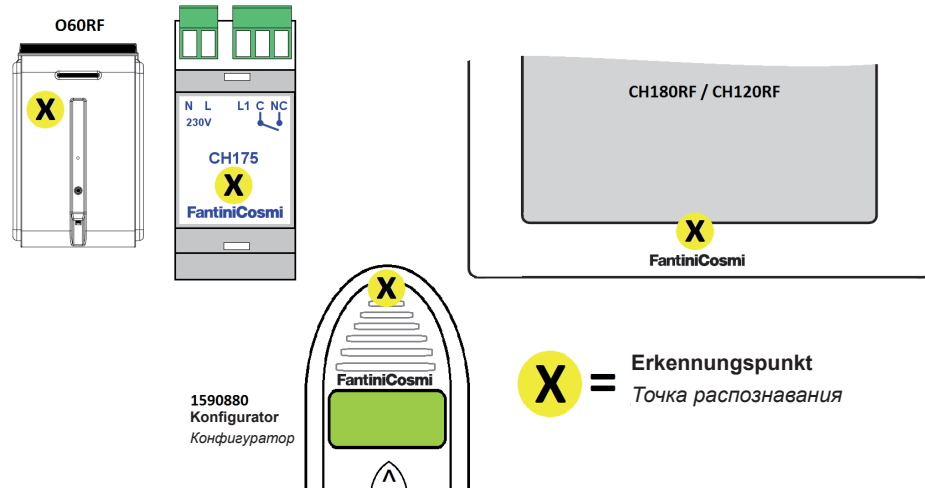 O60RF
X
N L L1 C NC
230V
CH175
X
FantiniCosmi
CH180RF / CH120RF
X
FantiniCosmi
X
FantiniCosmi
1590880
Konfigurator
Конфигуратор
X = Erkennungspunkt
Точка распознавания